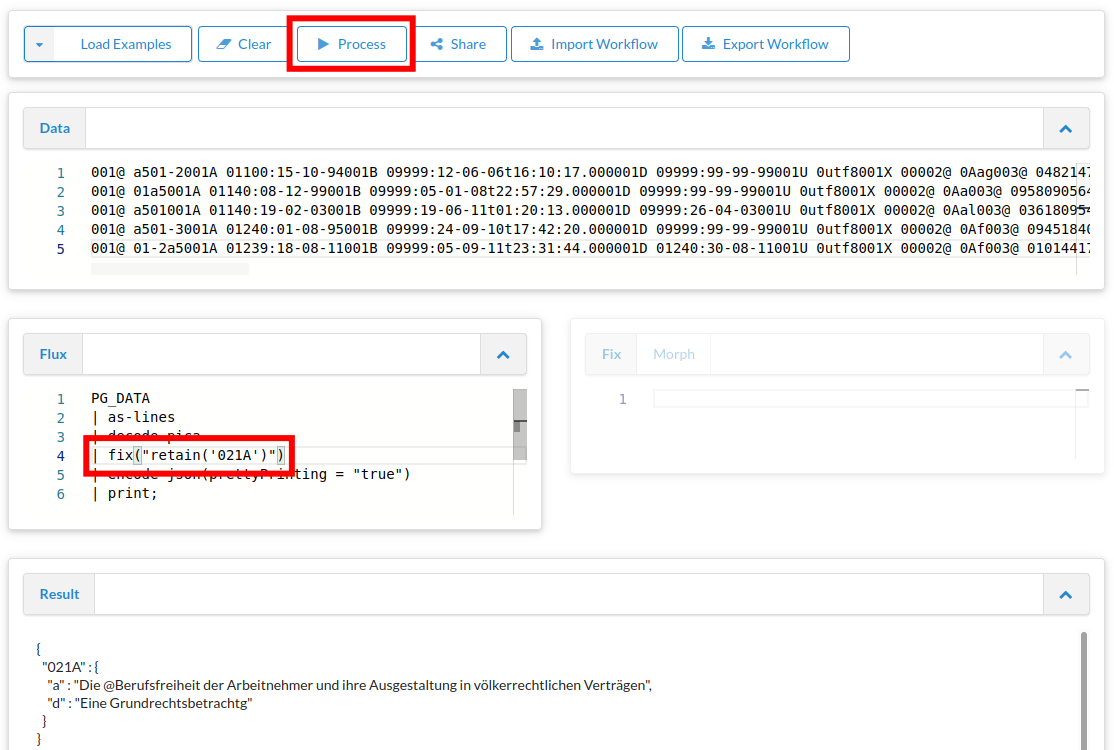 Load Examples Clear Process Share Import Workflow Export Workflow
Data
1 001@ a501-2001A 01100:15-10-94001B 09999:12-06-06t16:10:17.000001D 09999:99-99-99001U 0utf8001X 00002@ 0Aag003@ 0482147
2 001@ 01a5001A 01140:08-12-99001B 09999:05-01-08t22:57:29.000001D 09999:99-99-99001U 0utf8001X 00002@ 0Aa003@ 0958090564
3 001@ a501001A 01140:19-02-03001B 09999:19-06-11t01:20:13.000001D 09999:26-04-03001U 0utf8001X 00002@ 0Aal003@ 036180954
4 001@ a501-3001A 01240:01-08-95001B 09999:24-09-10t17:42:20.000001D 09999:99-99-99001U 0utf8001X 00002@ 0Af003@ 09451840
5 001@ 01-2a5001A 01239:18-08-11001B 09999:05-09-11t23:31:44.000001D 01240:30-08-11001U 0utf8001X 00002@ 0Af003@ 01014417
Flux
1 PG_DATA
2 | as-lines
3 | decode-pica
4 | fix("retain('021A')")
5 | encode-json(prettyPrinting = "true")
6 | print;
Fix Morph
1
Result
{
"021A" : {
"a" : "Die @Berufsfreiheit der Arbeitnehmer und ihre Ausgestaltung in völkerrechtlichen Verträgen",
"d" : "Eine Grundrechtsbetrachtg"
}
}